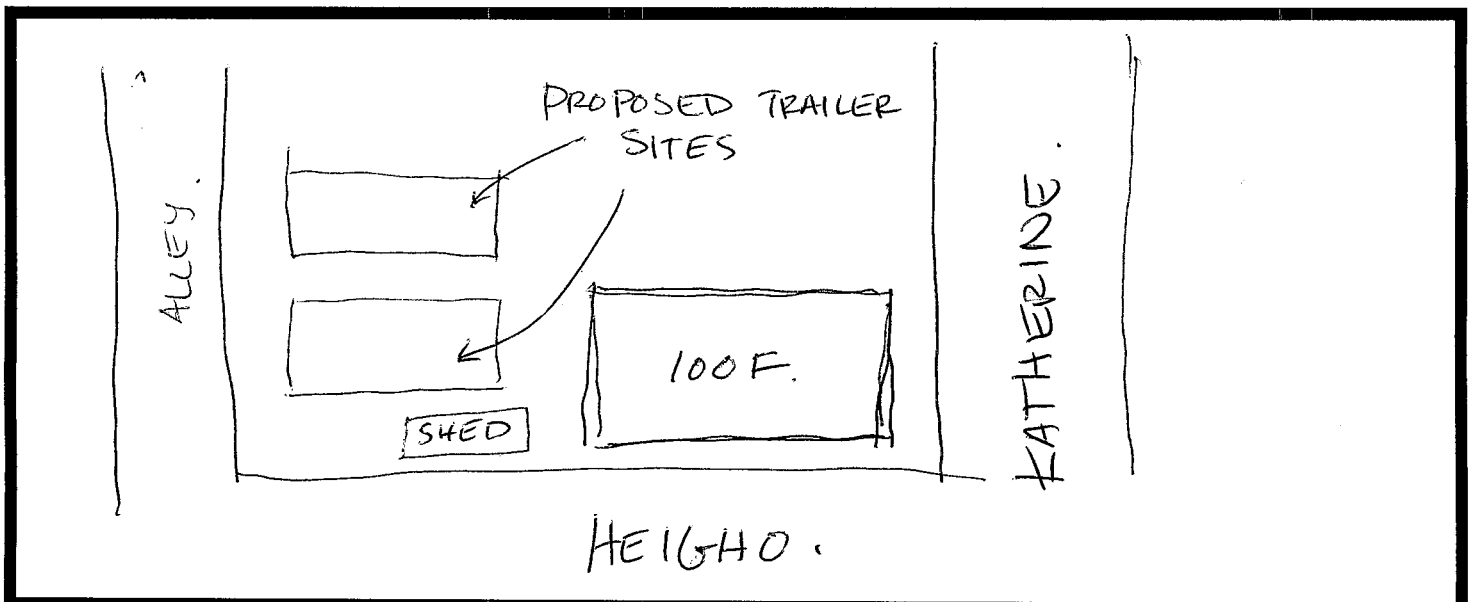 PROPOSED TRAILER
SITES
ALLEY.
KATHERINE.
100 F.
SHED
HEIGHO.